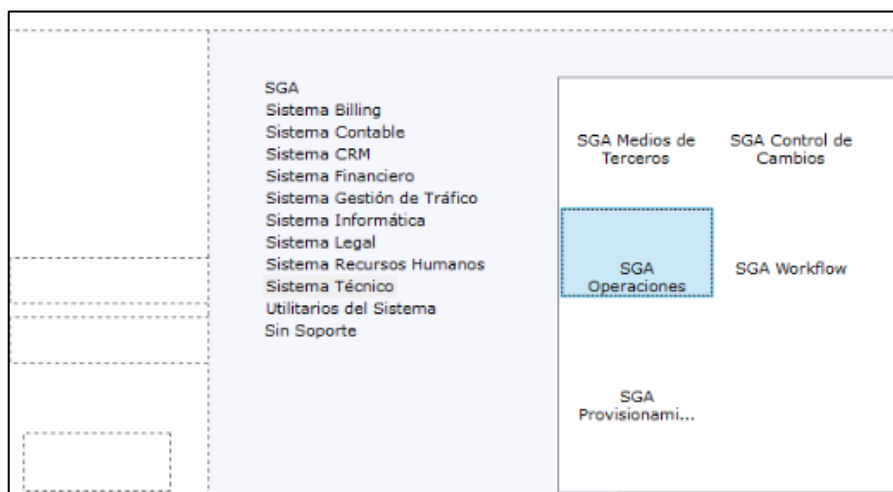 SGA
Sistema Billing
Sistema Contable
Sistema CRM
Sistema Financiero
Sistema Gestión de Tráfico
Sistema Informática
Sistema Legal
Sistema Recursos Humanos
Sistema Técnico
Utilitarios del Sistema
Sin Soporte
SGA Medios de
Terceros
SGA Control de
Cambios
SGA
Operaciones
SGA Workflow
SGA
Provisionami...